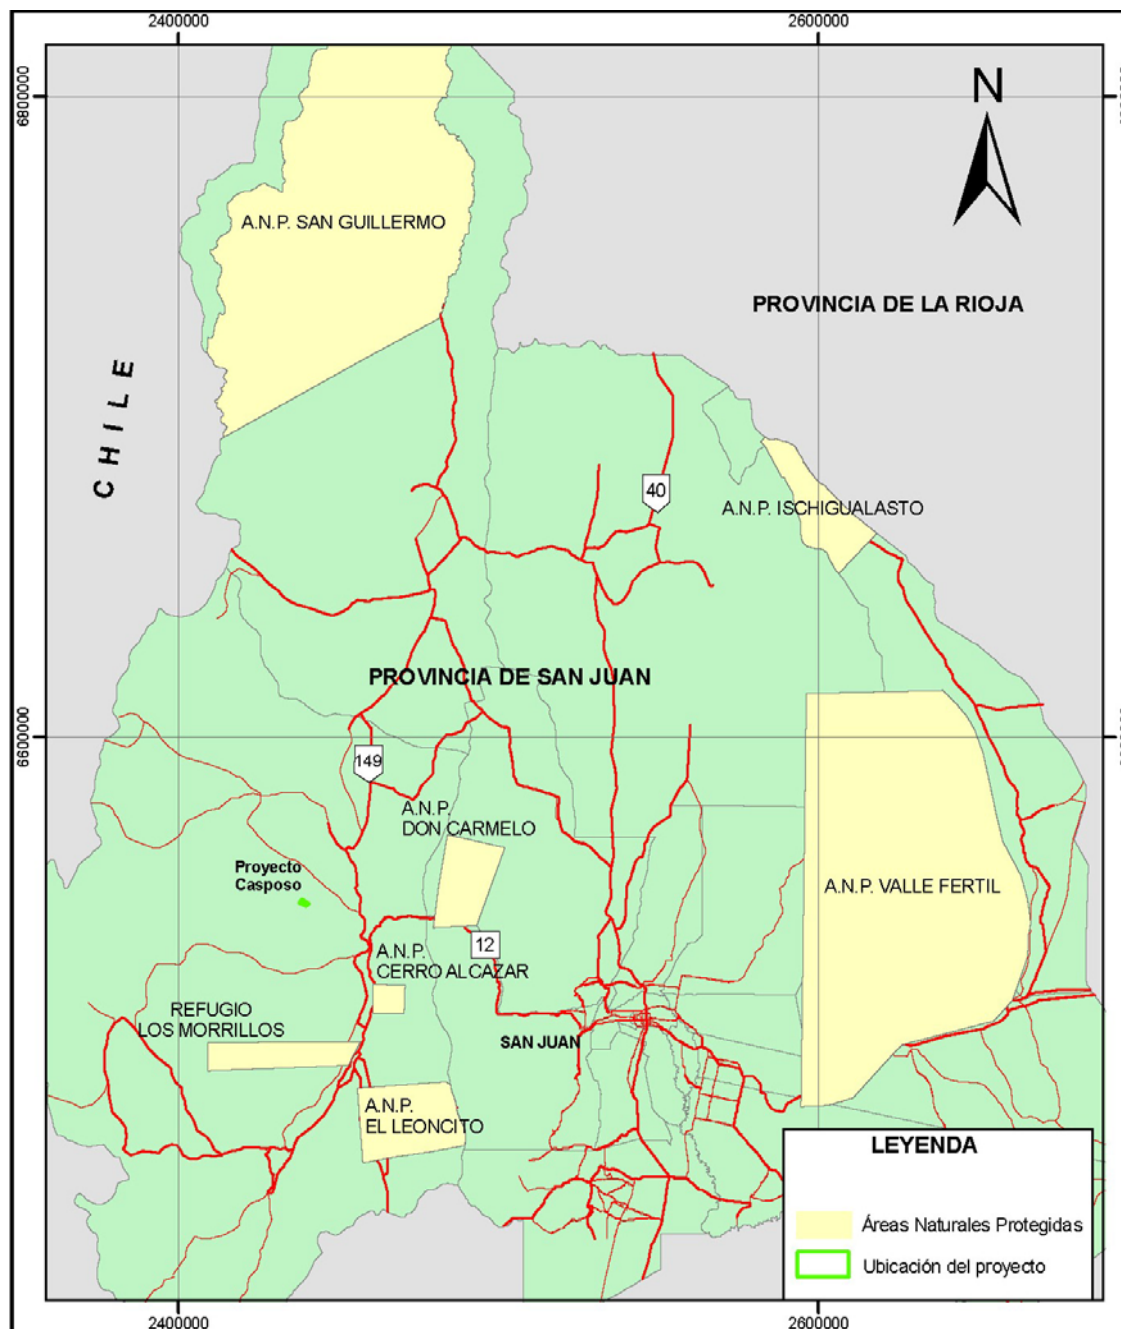 2400000
2600000
6800000
N
A.N.P. SAN GUILLERMO
PROVINCIA DE LA RIOJA
CHILE
40
A.N.P. ISCHIGUALASTO
PROVINCIA DE SAN JUAN
6600000
149
A.N.P.
DON CARMELO
Proyecto
Casposo
A.N.P. VALLE FERTIL
12
A.N.P.
CERRO ALCAZAR
REFUGIO
LOS MORRILLOS
SAN JUAN
A.N.P.
EL LEONCITO
LEYENDA
Áreas Naturales Protegidas
Ubicación del proyecto
2400000
2600000